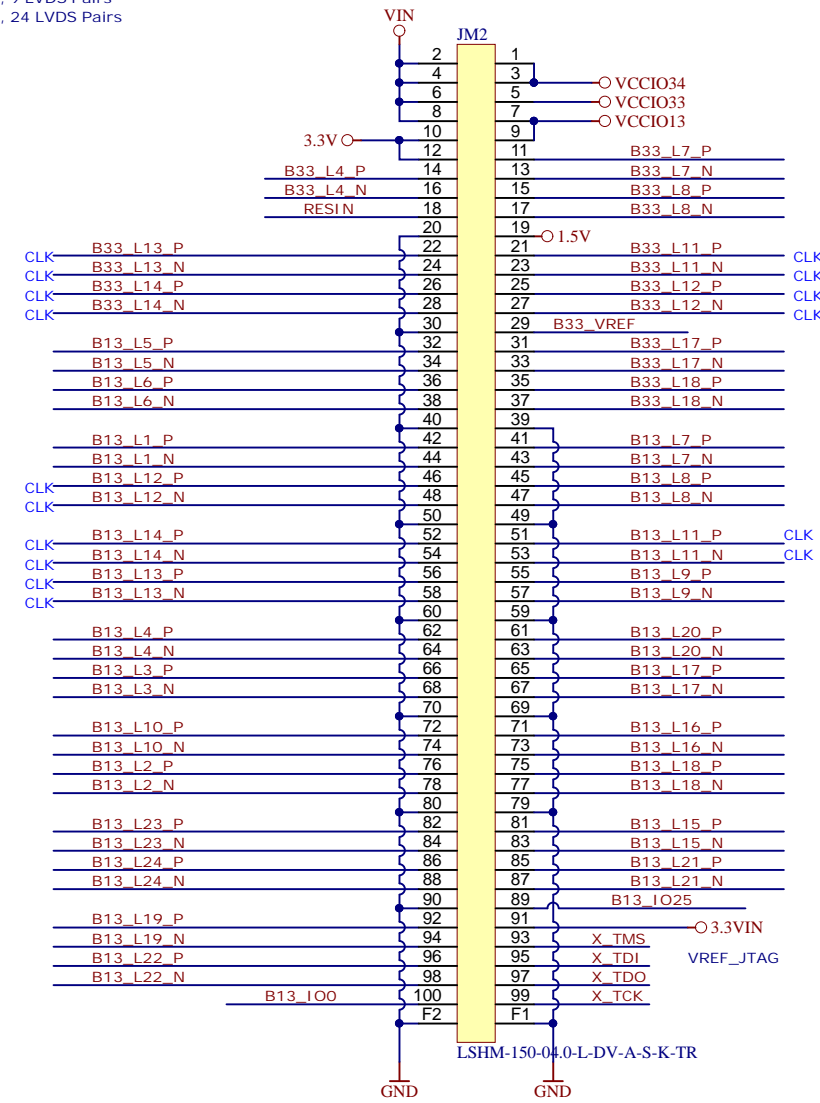 , 24 LVDS Pairs
VIN
JM2
2 1
4 3 VCCIO34
6 5 VCCIO33
8 7 VCCIO13
3.3V 10 9
12 11 B33_L7_P
B33_L4_P 14 13 B33_L7_N
B33_L4_N 16 15 B33_L8_P
RESIN 18 17 B33_L8_N
20 19 1.5V
CLK B33_L13_P 22 21 B33_L11_P CLK
CLK B33_L13_N 24 23 B33_L11_N CLK
CLK B33_L14_P 26 25 B33_L12_P CLK
CLK B33_L14_N 28 27 B33_L12_N CLK
30 29 B33_VREF
B13_L5_P 32 31 B33_L17_P
B13_L5_N 34 33 B33_L17_N
B13_L6_P 36 35 B33_L18_P
B13_L6_N 38 37 B33_L18_N
40 39
B13_L1_P 42 41 B13_L7_P
B13_L1_N 44 43 B13_L7_N
CLK B13_L12_P 46 45 B13_L8_P
CLK B13_L12_N 48 47 B13_L8_N
50 49
CLK B13_L14_P 52 51 B13_L11_P CLK
CLK B13_L14_N 54 53 B13_L11_N CLK
CLK B13_L13_P 56 55 B13_L9_P
CLK B13_L13_N 58 57 B13_L9_N
60 59
B13_L4_P 62 61 B13_L20_P
B13_L4_N 64 63 B13_L20_N
B13_L3_P 66 65 B13_L17_P
B13_L3_N 68 67 B13_L17_N
70 69
B13_L10_P 72 71 B13_L16_P
B13_L10_N 74 73 B13_L16_N
B13_L2_P 76 75 B13_L18_P
B13_L2_N 78 77 B13_L18_N
80 79
B13_L23_P 82 81 B13_L15_P
B13_L23_N 84 83 B13_L15_N
B13_L24_P 86 85 B13_L21_P
B13_L24_N 88 87 B13_L21_N
90 89 B13_IO25
B13_L19_P 92 91 3.3VIN
B13_L19_N 94 93 X_TMS
B13_L22_P 96 95 X_TDI VREF_JTAG
B13_L22_N 98 97 X_TDO
B13_IO0 100 99 X_TCK
F2 F1
LSHM-150-04.0-L-DV-A-S-K-TR
GND GND